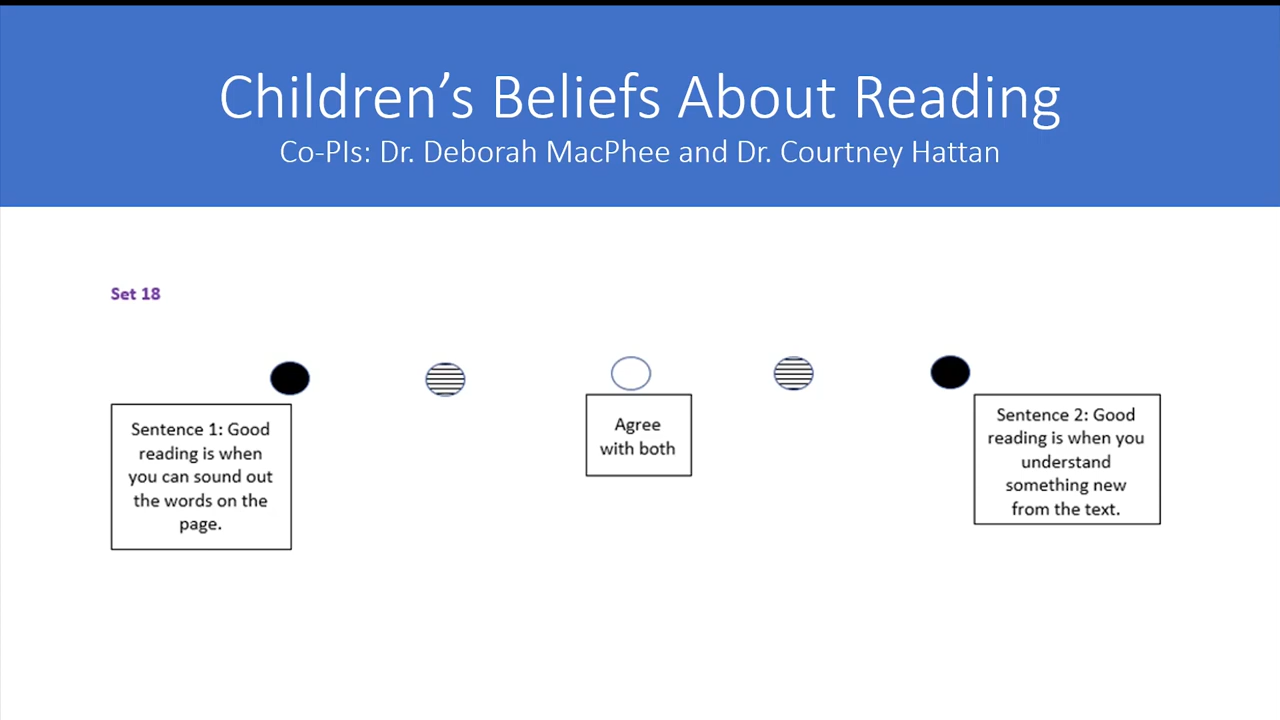 Children's Beliefs About Reading
Co-PIs: Dr. Deborah MacPhee and Dr. Courtney Hattan
Set 18
Sentence 1: Good
reading is when
you can sound out
the words on the
page.
Agree
with both
Sentence 2: Good
reading is when you
understand
something new
from the text.